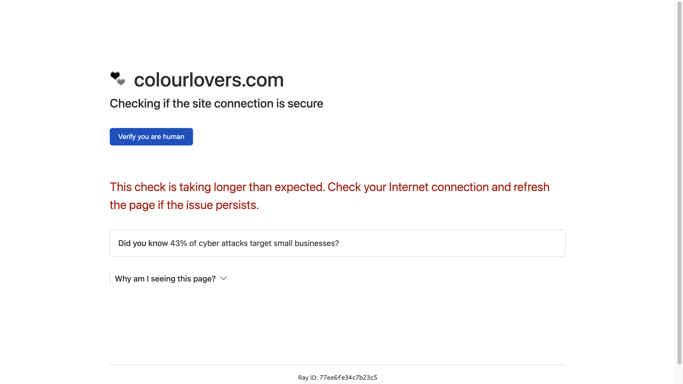 colourlovers.com
Checking if the site connection is secure
Verify you are human
This check is taking longer than expected. Check your Internet connection and refresh
the page if the issue persists.
Did you know 43% of cyber attacks target small businesses?
Why am I seeing this page?
Ray ID: 77ee6fe34c7b23c5